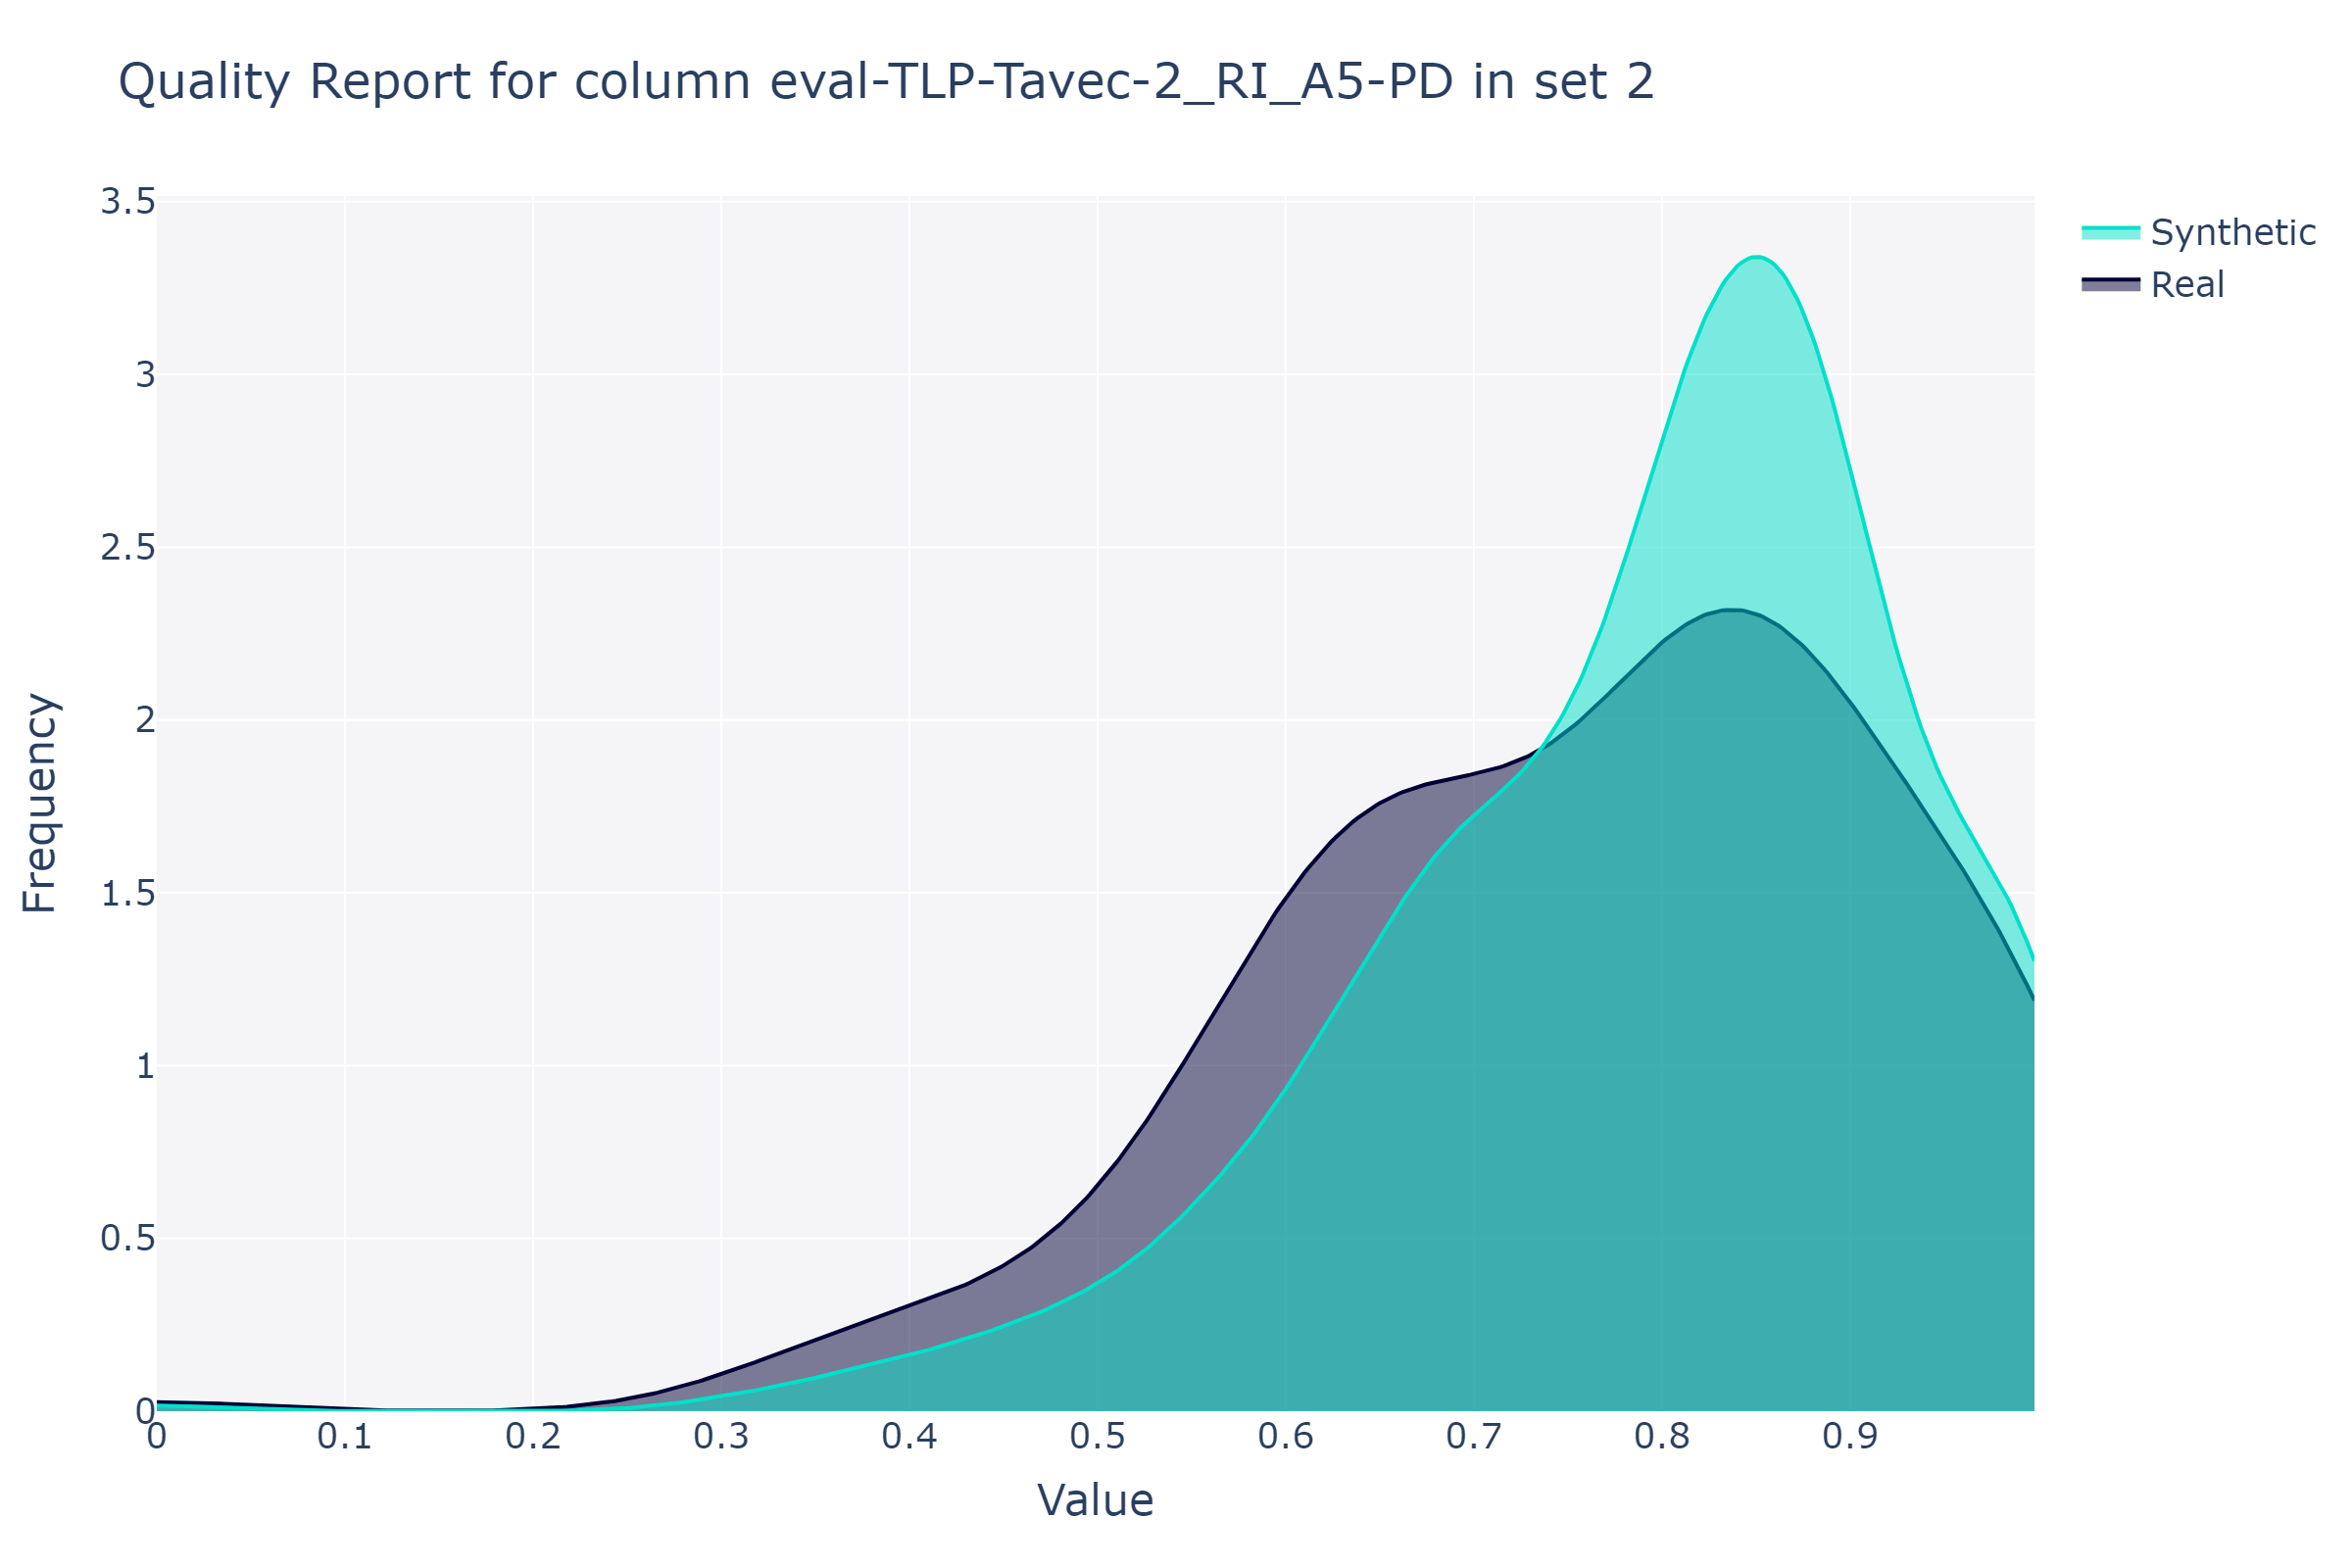 Quality Report for column eval-TLP-Tavec-2_RI_A5-PD in set 2
Synthetic
Real
Frequency
3.5
3
2.5
2
1.5
1
0.5
0
0 0.1 0.2 0.3 0.4 0.5 0.6 0.7 0.8 0.9
Value